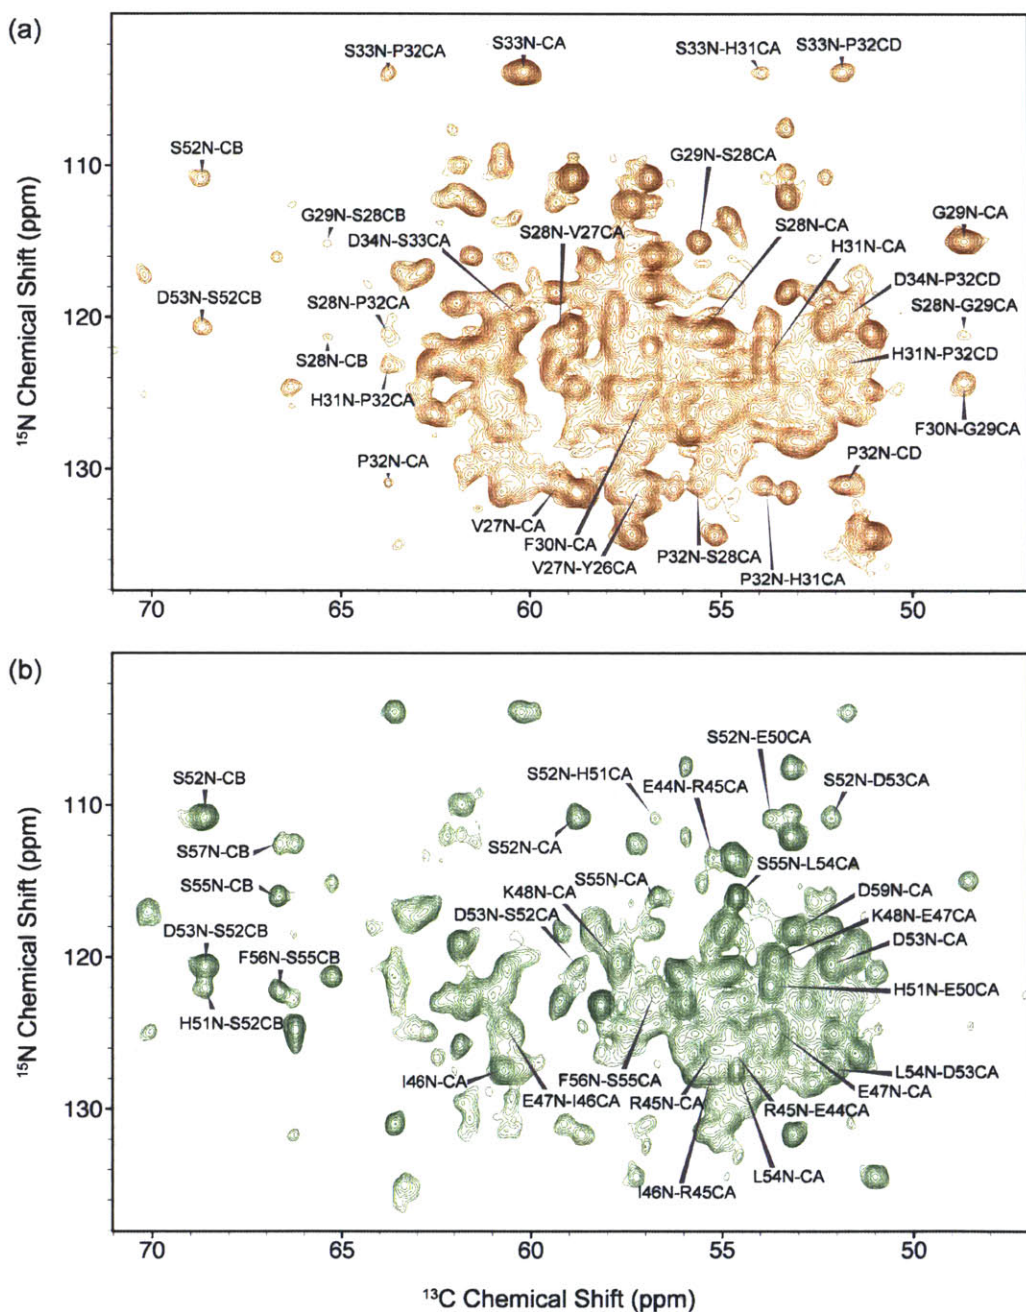 (a)
S33N-P32CA
S33N-CA
S33N-H31CA
S33N-P32CD
S52N-CB
G29N-S28CA
G29N-S28CB
D34N-S33CA
S28N-V27CA
S28N-CA
G29N-CA
H31N-CA
D34N-P32CD
D53N-S52CB
S28N-P32CA
S28N-G29CA
S28N-CB
H31N-P32CD
H31N-P32CA
F30N-G29CA
P32N-CA
P32N-CD
V27N-CA
F30N-CA
V27N-Y26CA
P32N-S28CA
P32N-H31CA
110
120
130
15N Chemical Shift (ppm)
70 65 60 55 50
(b)
S52N-E50CA
S52N-CB
S52N-H51CA
E44N-R45CA
S52N-D53CA
S57N-CB
S52N-CA
S55N-CB
S55N-CA
S55N-L54CA
K48N-CA
D59N-CA
D53N-S52CA
K48N-E47CA
D53N-S52CB
D53N-CA
F56N-S55CB
H51N-E50CA
H51N-S52CB
I46N-CA
F56N-S55CA
L54N-D53CA
E47N-I46CA
R45N-CA
R45N-E44CA
E47N-CA
I46N-R45CA
L54N-CA
110
120
130
15N Chemical Shift (ppm)
70 65 60 55 50
13C Chemical Shift (ppm)